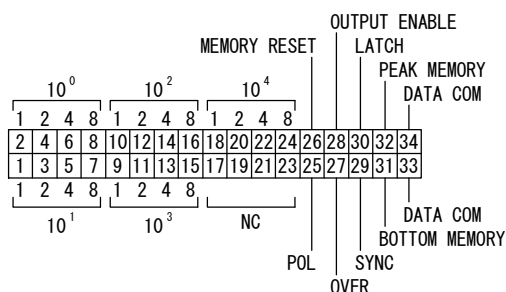 OUTPUT ENABLE
MEMORY RESET LATCH
PEAK MEMORY
10⁰ 10² 10⁴ DATA COM
1 2 4 8 1 2 4 8 1 2 4 8
2 4 6 8 10 12 14 16 18 20 22 24 26 28 30 32 34
1 3 5 7 9 11 13 15 17 19 21 23 25 27 29 31 33
1 2 4 8 1 2 4 8
10¹ 10³ NC DATA COM
BOTTOM MEMORY
POL SYNC
OVER